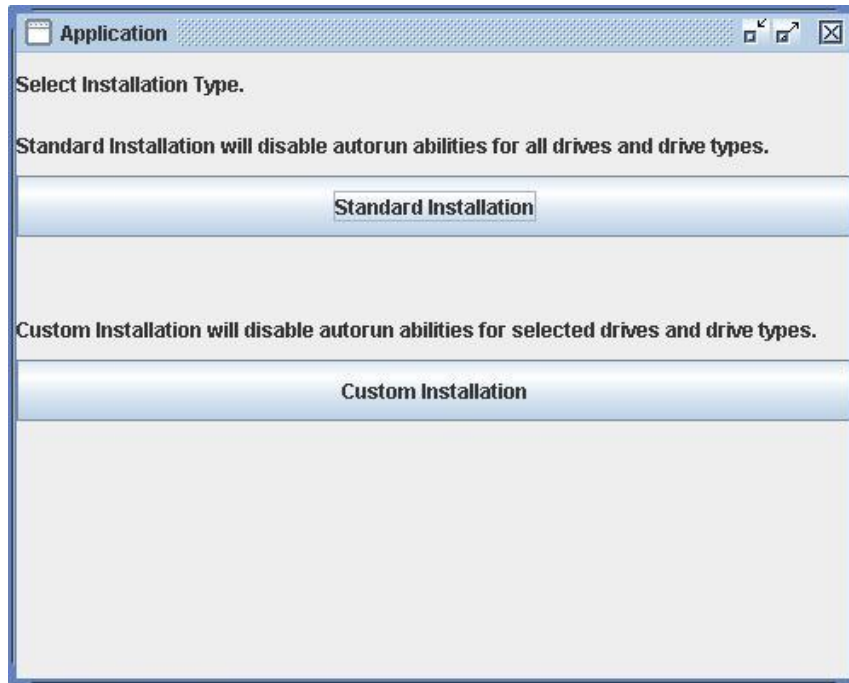 Application
Select Installation Type.
Standard Installation will disable autorun abilities for all drives and drive types.
Standard Installation
Custom Installation will disable autorun abilities for selected drives and drive types.
Custom Installation